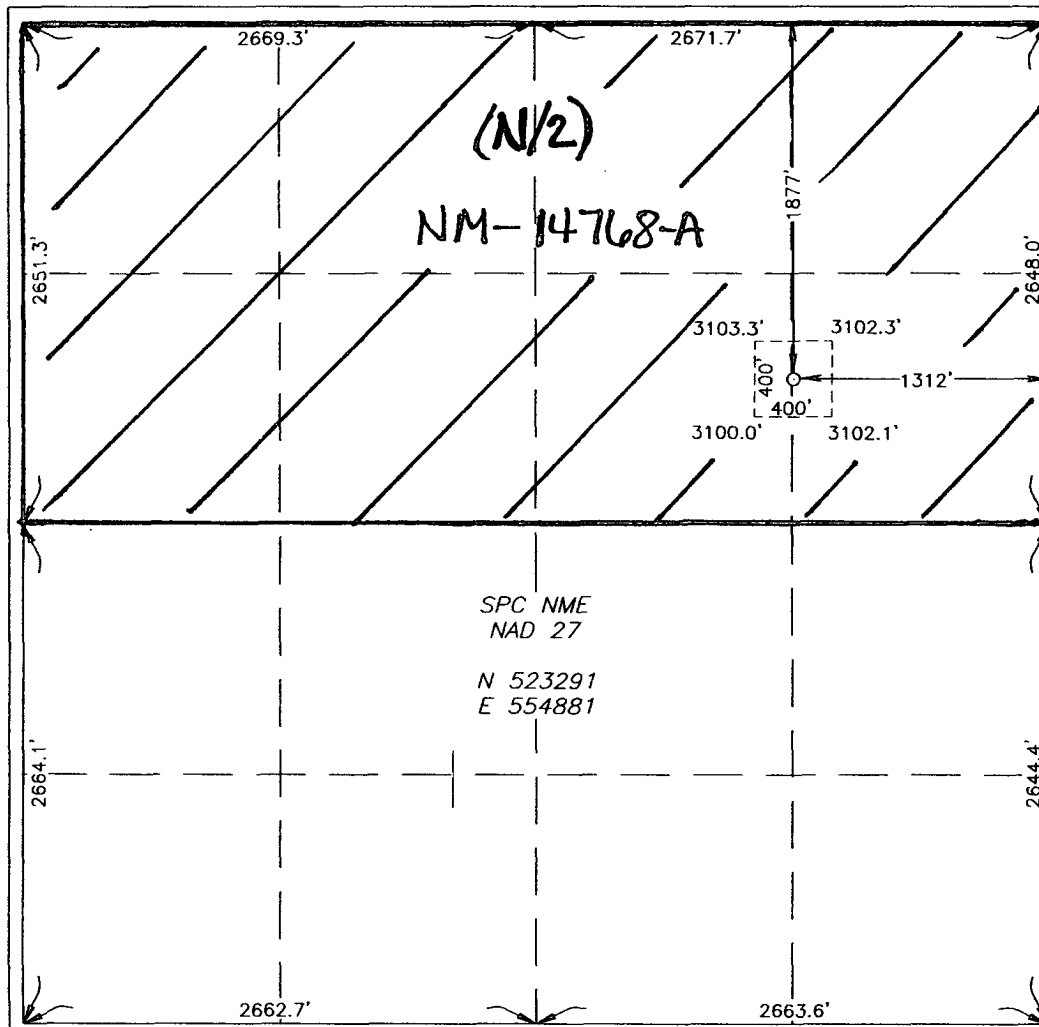 2669.3'
2671.7'
(N/2)
NM-14768-A
1877'
2651.3'
2648.0'
3103.3'
3102.3'
400'
1312'
400'
3100.0'
3102.1'
SPC NME
NAD 27
N 523291
E 554881
2664.1'
2644.4'
2662.7'
2663.6'